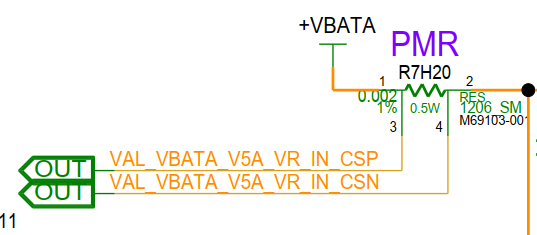 +VBATA
PMR
R7H20
1 2
0.002 RES
1% 0.5W 1206_SM
M69103-001
3 4
OUT VAL_VBATA_V5A_VR_IN_CSP
OUT VAL_VBATA_V5A_VR_IN_CSN
11